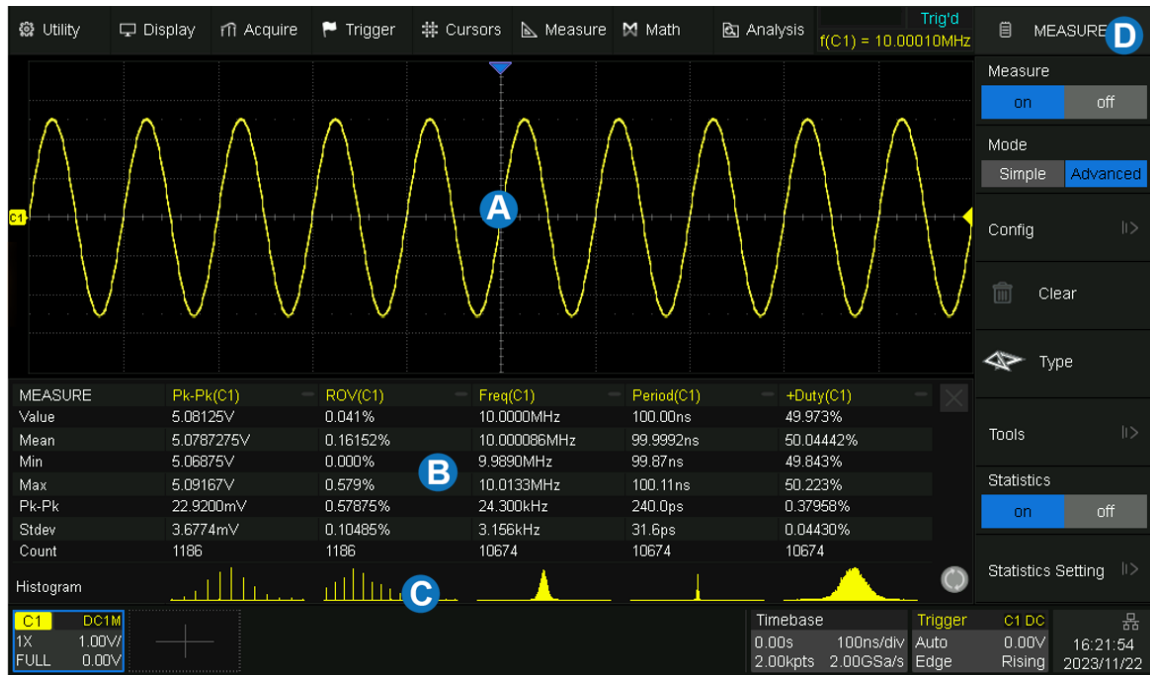 Utility Display Acquire Trigger Cursors Measure Math Analysis
Trig'd
f(C1) = 10.00010MHz
MEASURE
D
Measure
on off
Mode
Simple Advanced
Config
Clear
Type
Tools
Statistics
on off
Statistics Setting
C1
A
MEASURE Pk-Pk(C1) ROV(C1) Freq(C1) Period(C1) +Duty(C1)
Value 5.08125V 0.041% 10.0000MHz 100.00ns 49.973%
Mean 5.0787275V 0.16152% 10.000086MHz 99.9992ns 50.04442%
Min 5.06875V 0.000% 9.9890MHz 99.87ns 49.843%
Max 5.09167V 0.579% 10.0133MHz 100.11ns 50.223%
Pk-Pk 22.9200mV 0.57875% 24.300kHz 240.0ps 0.37958%
Stdev 3.6774mV 0.10485% 3.156kHz 31.6ps 0.04430%
Count 1186 1186 10674 10674 10674
B
Histogram
C
C1 DC1M
1X 1.00V/
FULL 0.00V
Timebase
0.00s 100ns/div
2.00kpts 2.00GSa/s
Trigger C1 DC
Auto 0.00V
Edge Rising
16:21:54
2023/11/22